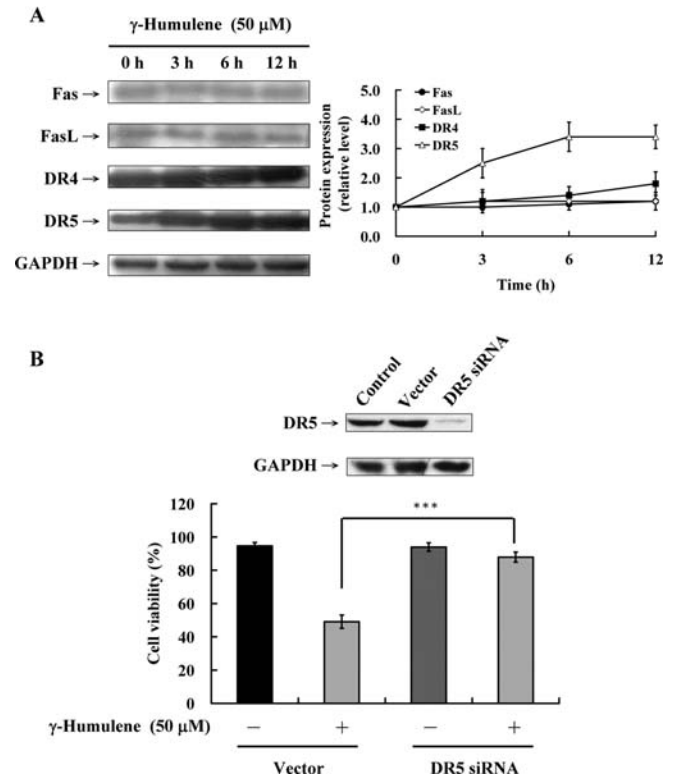 A
γ-Humulene (50 μM)
0 h 3 h 6 h 12 h
Fas →
FasL →
DR4 →
DR5 →
GAPDH →
Protein expression
(relative level)
5.0
4.0
3.0
2.0
1.0
0.0
Fas
FasL
DR4
DR5
0 3 6 12
Time (h)
B
Control Vector DR5 siRNA
DR5 →
GAPDH →
Cell viability (%)
120
100
80
60
40
20
0
***
γ-Humulene (50 μM) − + − +
Vector DR5 siRNA